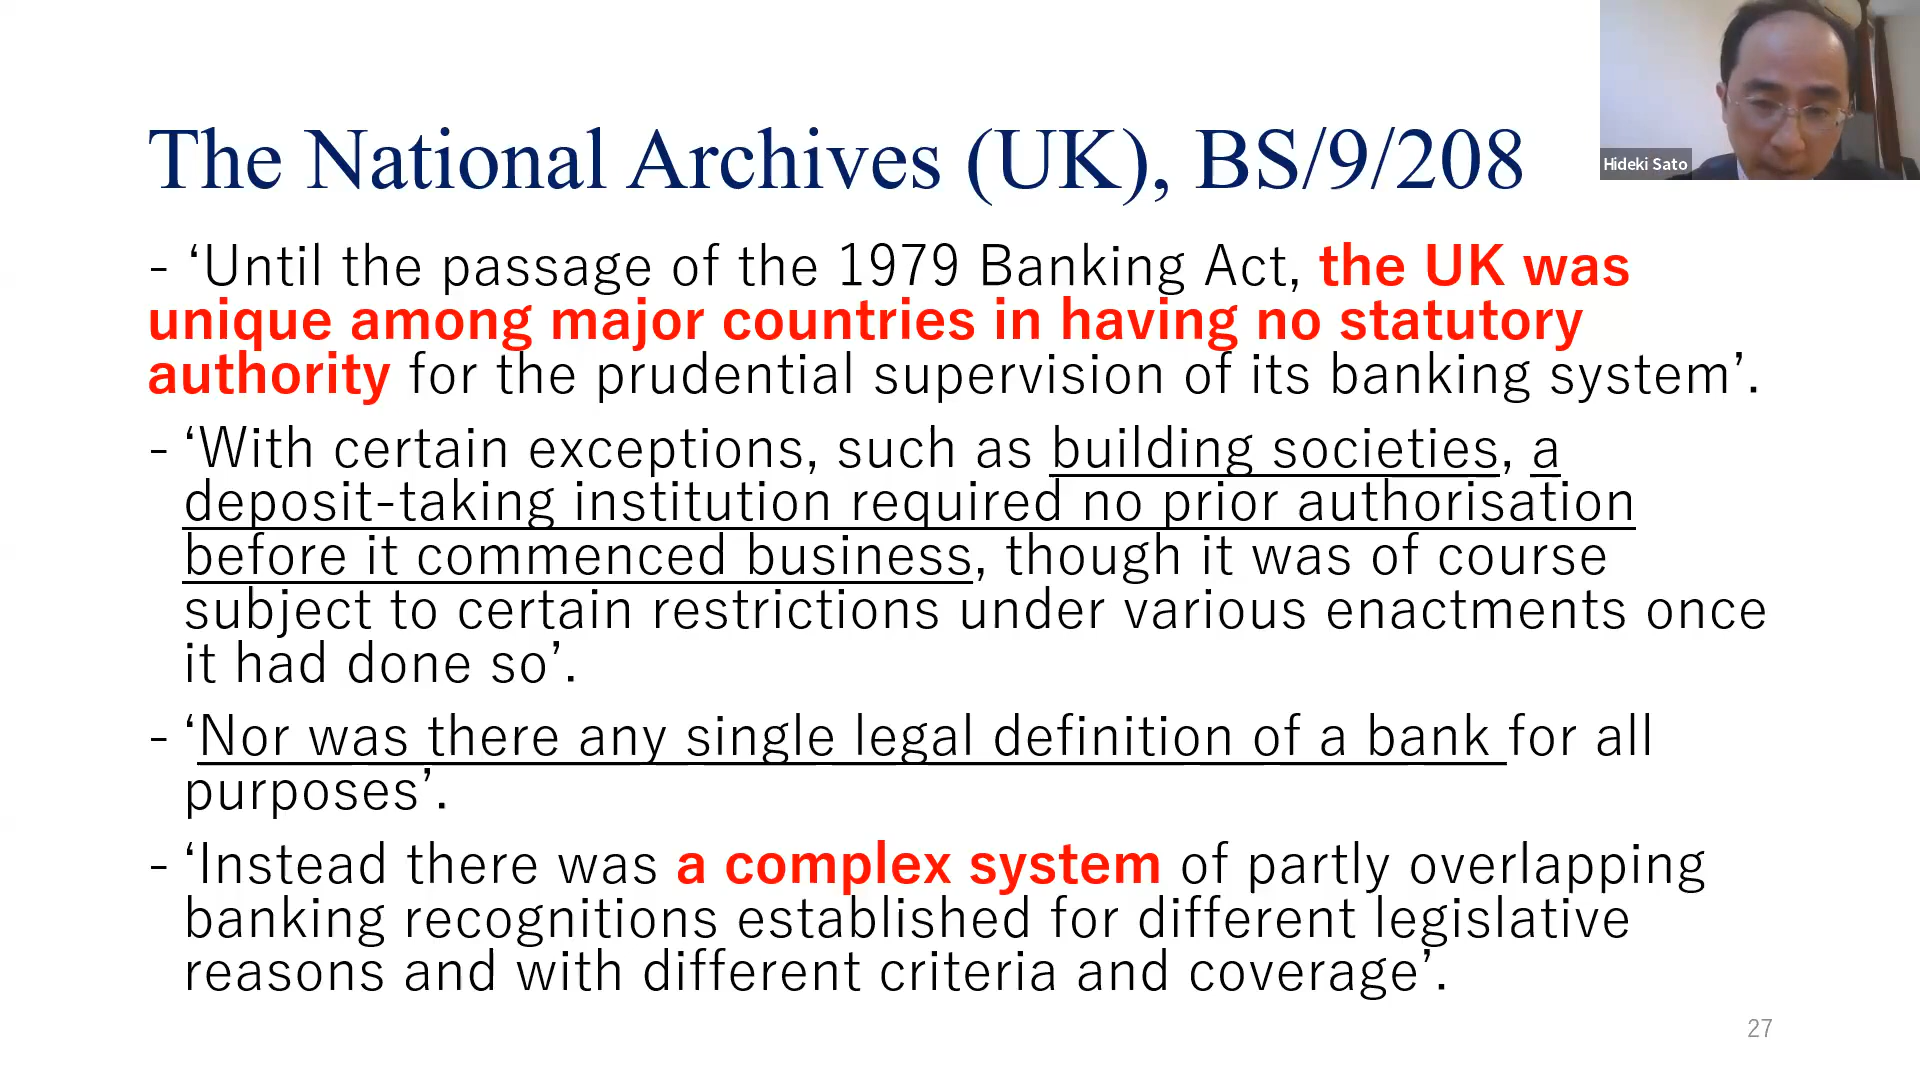 The National Archives (UK), BS/9/208
Hideki Sato
- ‘Until the passage of the 1979 Banking Act, the UK was
unique among major countries in having no statutory
authority for the prudential supervision of its banking system’.
- ‘With certain exceptions, such as building societies, a
deposit-taking institution required no prior authorisation
before it commenced business, though it was of course
subject to certain restrictions under various enactments once
it had done so’.
- ‘Nor was there any single legal definition of a bank for all
purposes’.
- ‘Instead there was a complex system of partly overlapping
banking recognitions established for different legislative
reasons and with different criteria and coverage’.
27